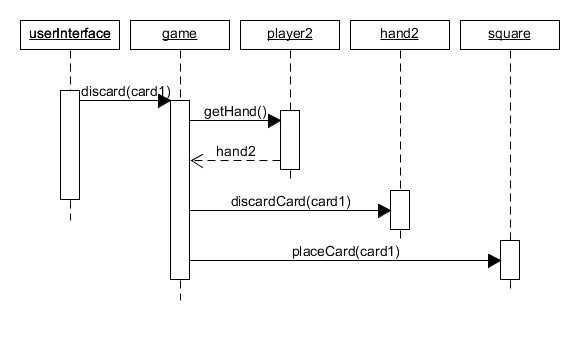 userInterface
game
player2
hand2
square
discard(card1)
getHand()
hand2
discardCard(card1)
placeCard(card1)